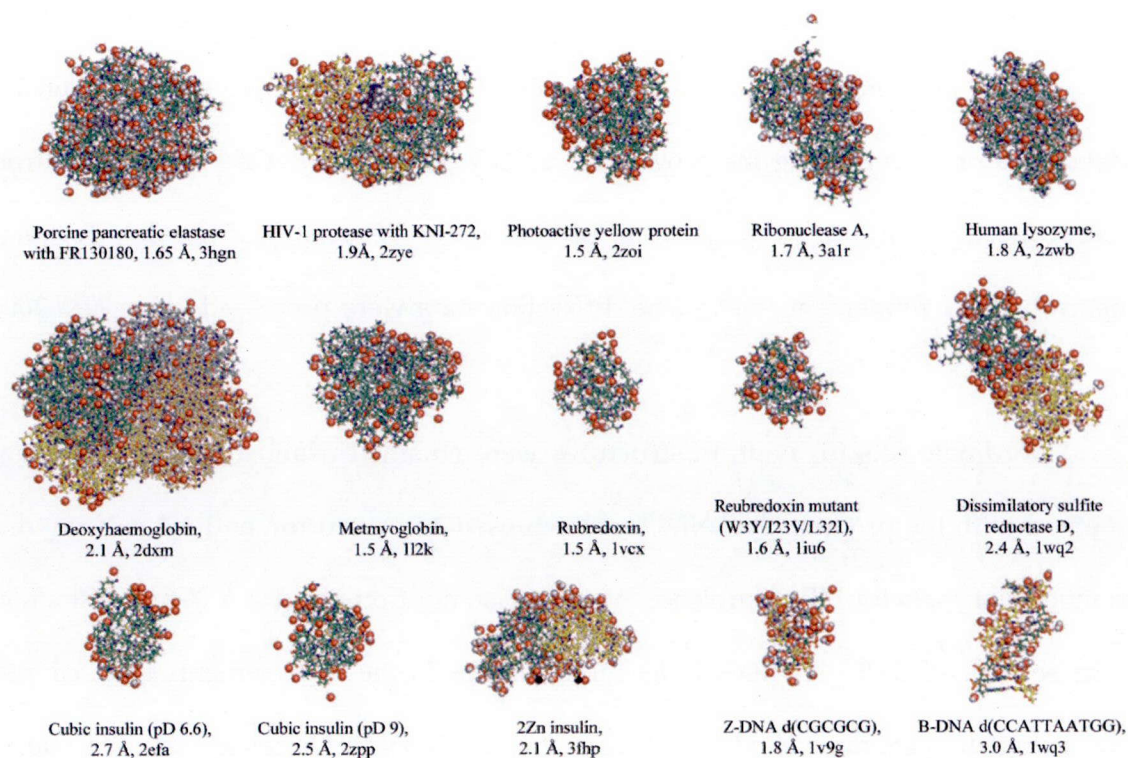 Porcine pancreatic elastase
with FR130180, 1.65 Å, 3hgn
HIV-1 protease with KNI-272,
1.9Å, 2zye
Photoactive yellow protein
1.5 Å, 2zoi
Ribonuclease A,
1.7 Å, 3a1r
Human lysozyme,
1.8 Å, 2zwb
Deoxyhaemoglobin,
2.1 Å, 2dxm
Metmyoglobin,
1.5 Å, 1l2k
Rubredoxin,
1.5 Å, 1vcx
Reubredoxin mutant
(W3Y/I23V/L32I),
1.6 Å, 1iu6
Dissimilatory sulfite
reductase D,
2.4 Å, 1wq2
Cubic insulin (pD 6.6),
2.7 Å, 2efa
Cubic insulin (pD 9),
2.5 Å, 2zpp
2Zn insulin,
2.1 Å, 3fhp
Z-DNA d(CGCGCG),
1.8 Å, 1v9g
B-DNA d(CCATTAATGG),
3.0 Å, 1wq3